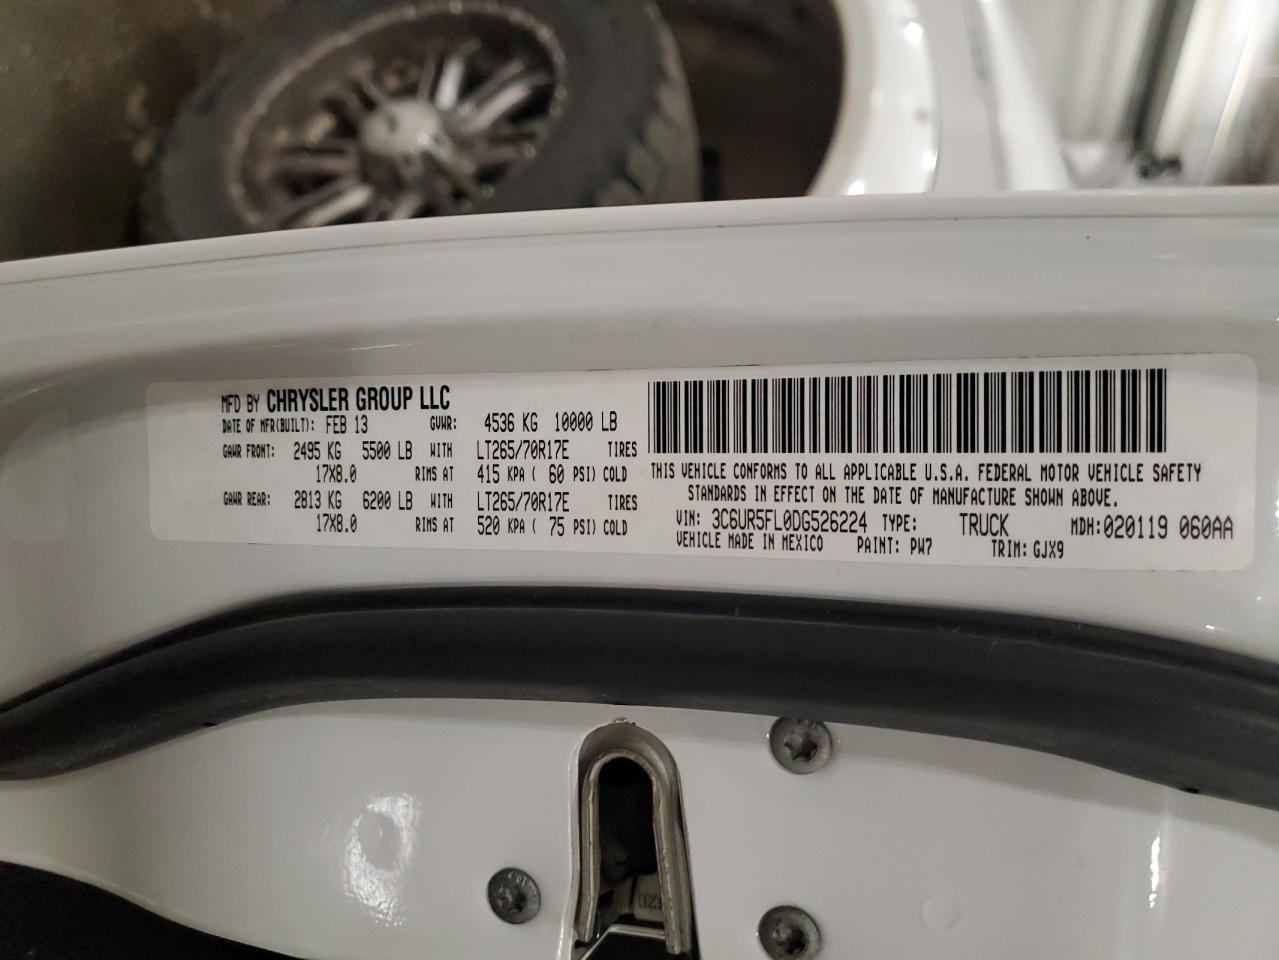 MFD BY CHRYSLER GROUP LLC
DATE OF MFR(BUILT): FEB 13 GVWR: 4536 KG 10000 LB
GAWR FRONT: 2495 KG 5500 LB WITH LT265/70R17E TIRES
17X8.0 RIMS AT 415 KPA ( 60 PSI) COLD
GAWR REAR: 2813 KG 6200 LB WITH LT265/70R17E TIRES
17X8.0 RIMS AT 520 KPA ( 75 PSI) COLD
THIS VEHICLE CONFORMS TO ALL APPLICABLE U.S.A. FEDERAL MOTOR VEHICLE SAFETY
STANDARDS IN EFFECT ON THE DATE OF MANUFACTURE SHOWN ABOVE.
VIN: 3C6UR5FL0DG526224 TYPE: TRUCK MDH:020119 060AA
VEHICLE MADE IN MEXICO PAINT: PW7 TRIM: GJX9